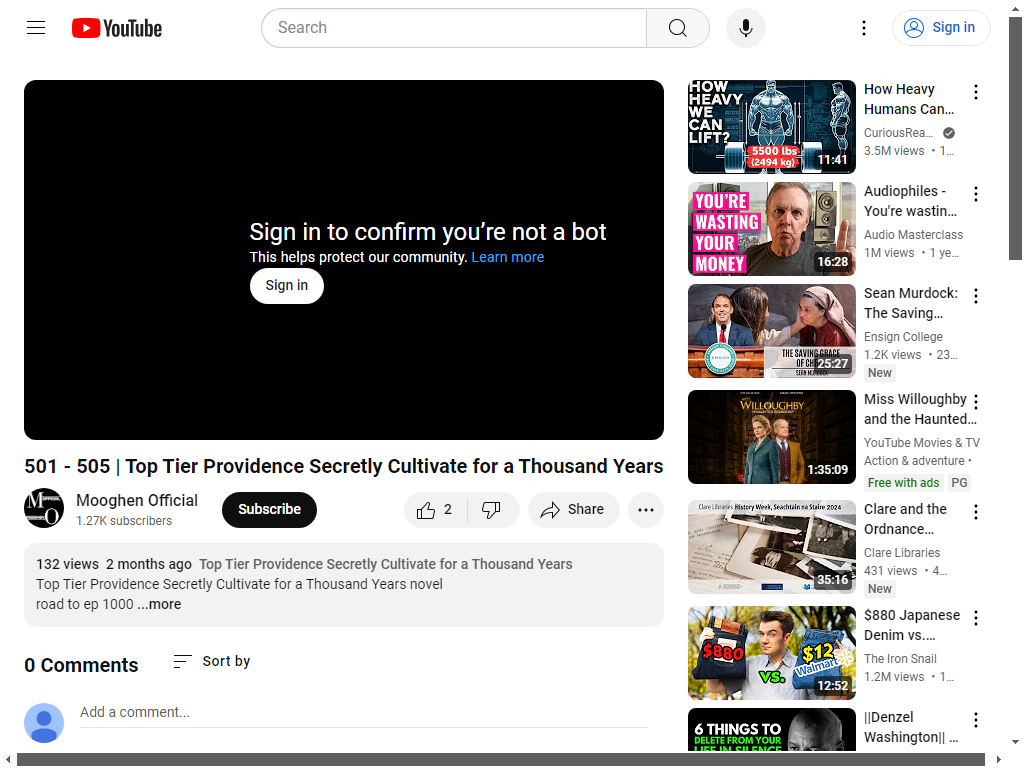 YouTube
Search
Sign in
Sign in to confirm you’re not a bot
This helps protect our community. Learn more
Sign in
501 - 505 | Top Tier Providence Secretly Cultivate for a Thousand Years
Mooghen Official
1.27K subscribers
Subscribe
2
Share
132 views 2 months ago Top Tier Providence Secretly Cultivate for a Thousand Years
Top Tier Providence Secretly Cultivate for a Thousand Years novel
road to ep 1000 ...more
0 Comments
Sort by
Add a comment...
HOW
HEAVY
WE
CAN
LIFT?
5500 lbs
(2494 kg)
11:41
How Heavy
Humans Can…
CuriousRea…
3.5M views • 1…
YOU'RE
WASTING
YOUR
MONEY
16:28
Audiophiles -
You're wastin…
Audio Masterclass
1M views • 1 ye…
ENSIGN
THE SAVING GRACE
OF CHR
SEAN MURDOCK
25:27
Sean Murdock:
The Saving…
Ensign College
1.2K views • 23…
New
WILLOUGHBY
1:35:09
Miss Willoughby
and the Haunted…
YouTube Movies & TV
Action & adventure •
Free with ads PG
Clare Libraries History Week, Seachtain na Staire 2024
35:16
Clare and the
Ordnance…
Clare Libraries
431 views • 4…
New
$880
VS.
$12
Walmart
12:52
$880 Japanese
Denim vs.…
The Iron Snail
1.2M views • 1…
6 THINGS TO
DELETE FROM YOUR
LIFE IN SILENCE
||Denzel
Washington|| …